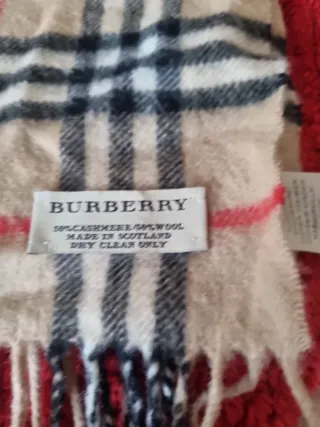 BURBERRY
50%CASHMERE/50%WOOL
MADE IN SCOTLAND
DRY CLEAN ONLY